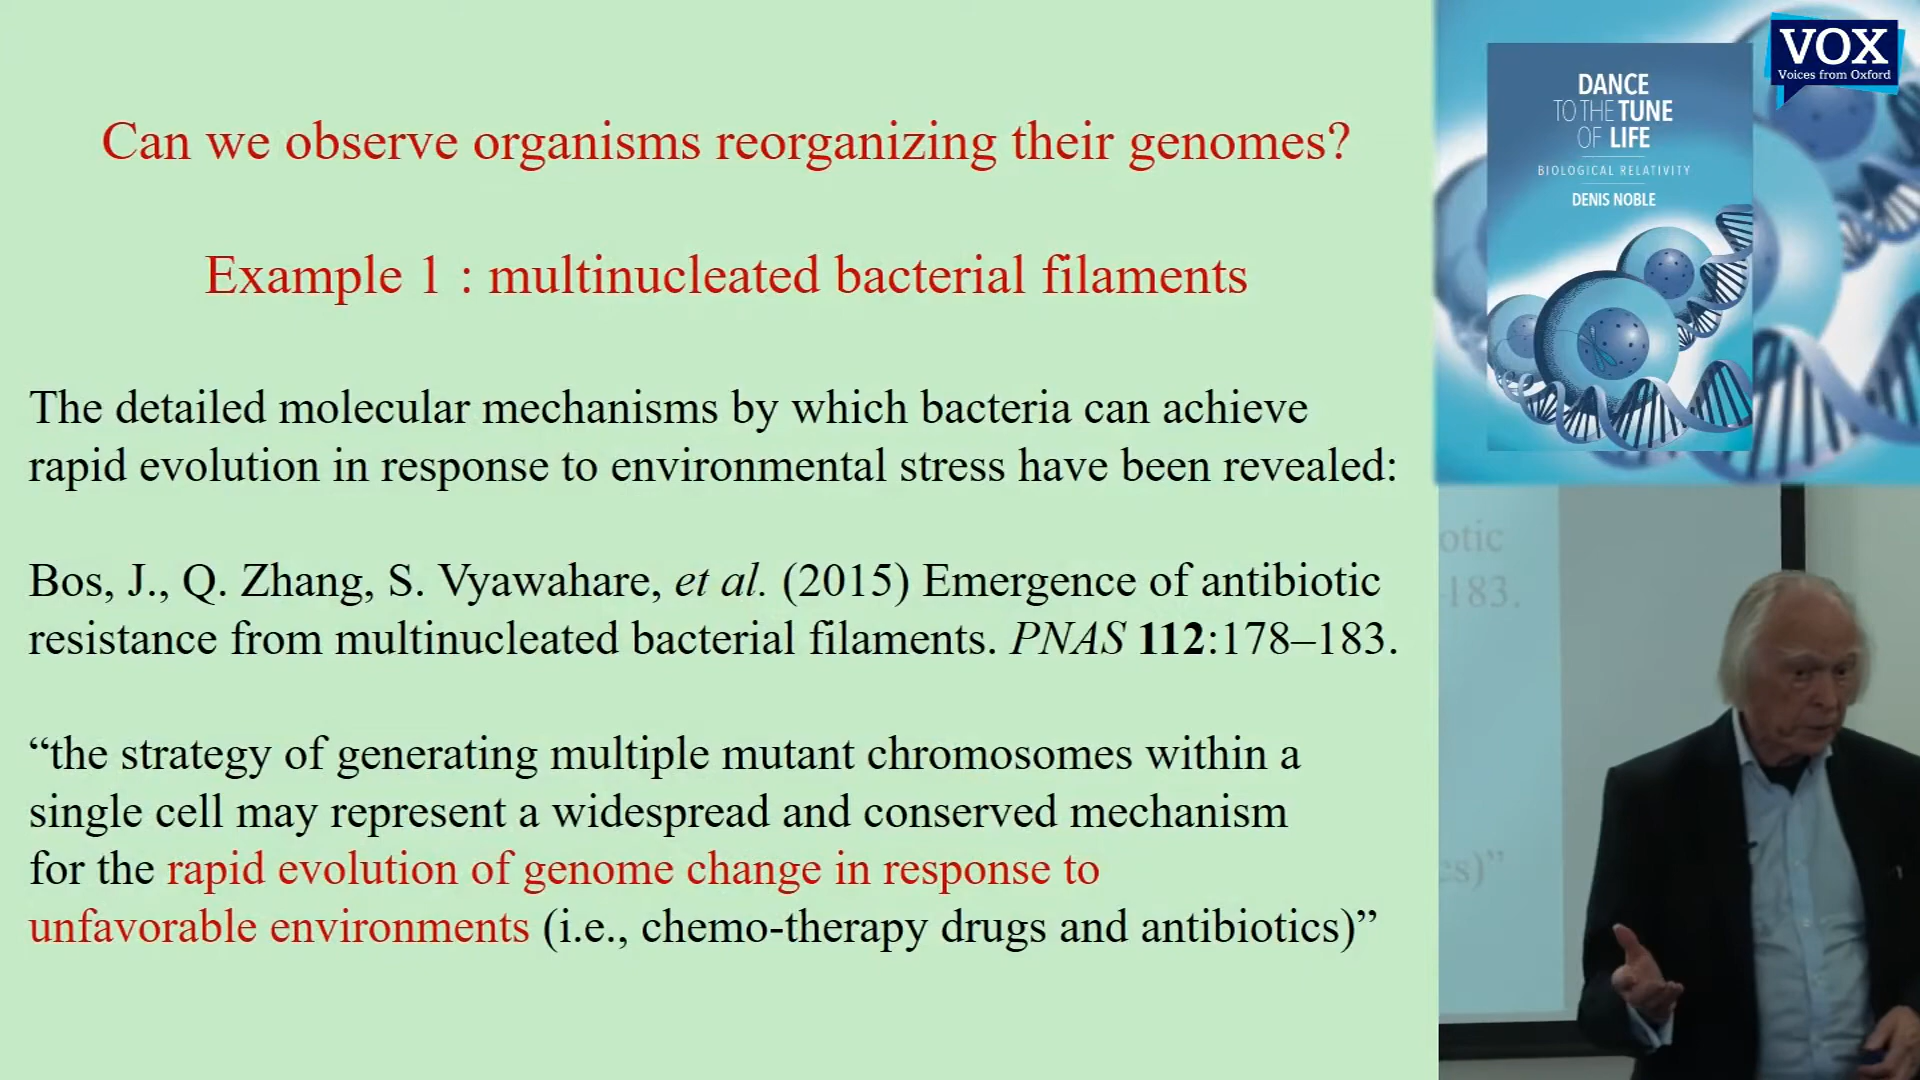 Can we observe organisms reorganizing their genomes?
Example 1 : multinucleated bacterial filaments
The detailed molecular mechanisms by which bacteria can achieve
rapid evolution in response to environmental stress have been revealed:
Bos, J., Q. Zhang, S. Vyawahare, et al. (2015) Emergence of antibiotic
resistance from multinucleated bacterial filaments. PNAS 112:178–183.
“the strategy of generating multiple mutant chromosomes within a
single cell may represent a widespread and conserved mechanism
for the rapid evolution of genome change in response to
unfavorable environments (i.e., chemo-therapy drugs and antibiotics)”
VOX
Voices from Oxford
DANCE
TO THE TUNE
OF LIFE
BIOLOGICAL RELATIVITY
DENIS NOBLE
otic
183.
s)”